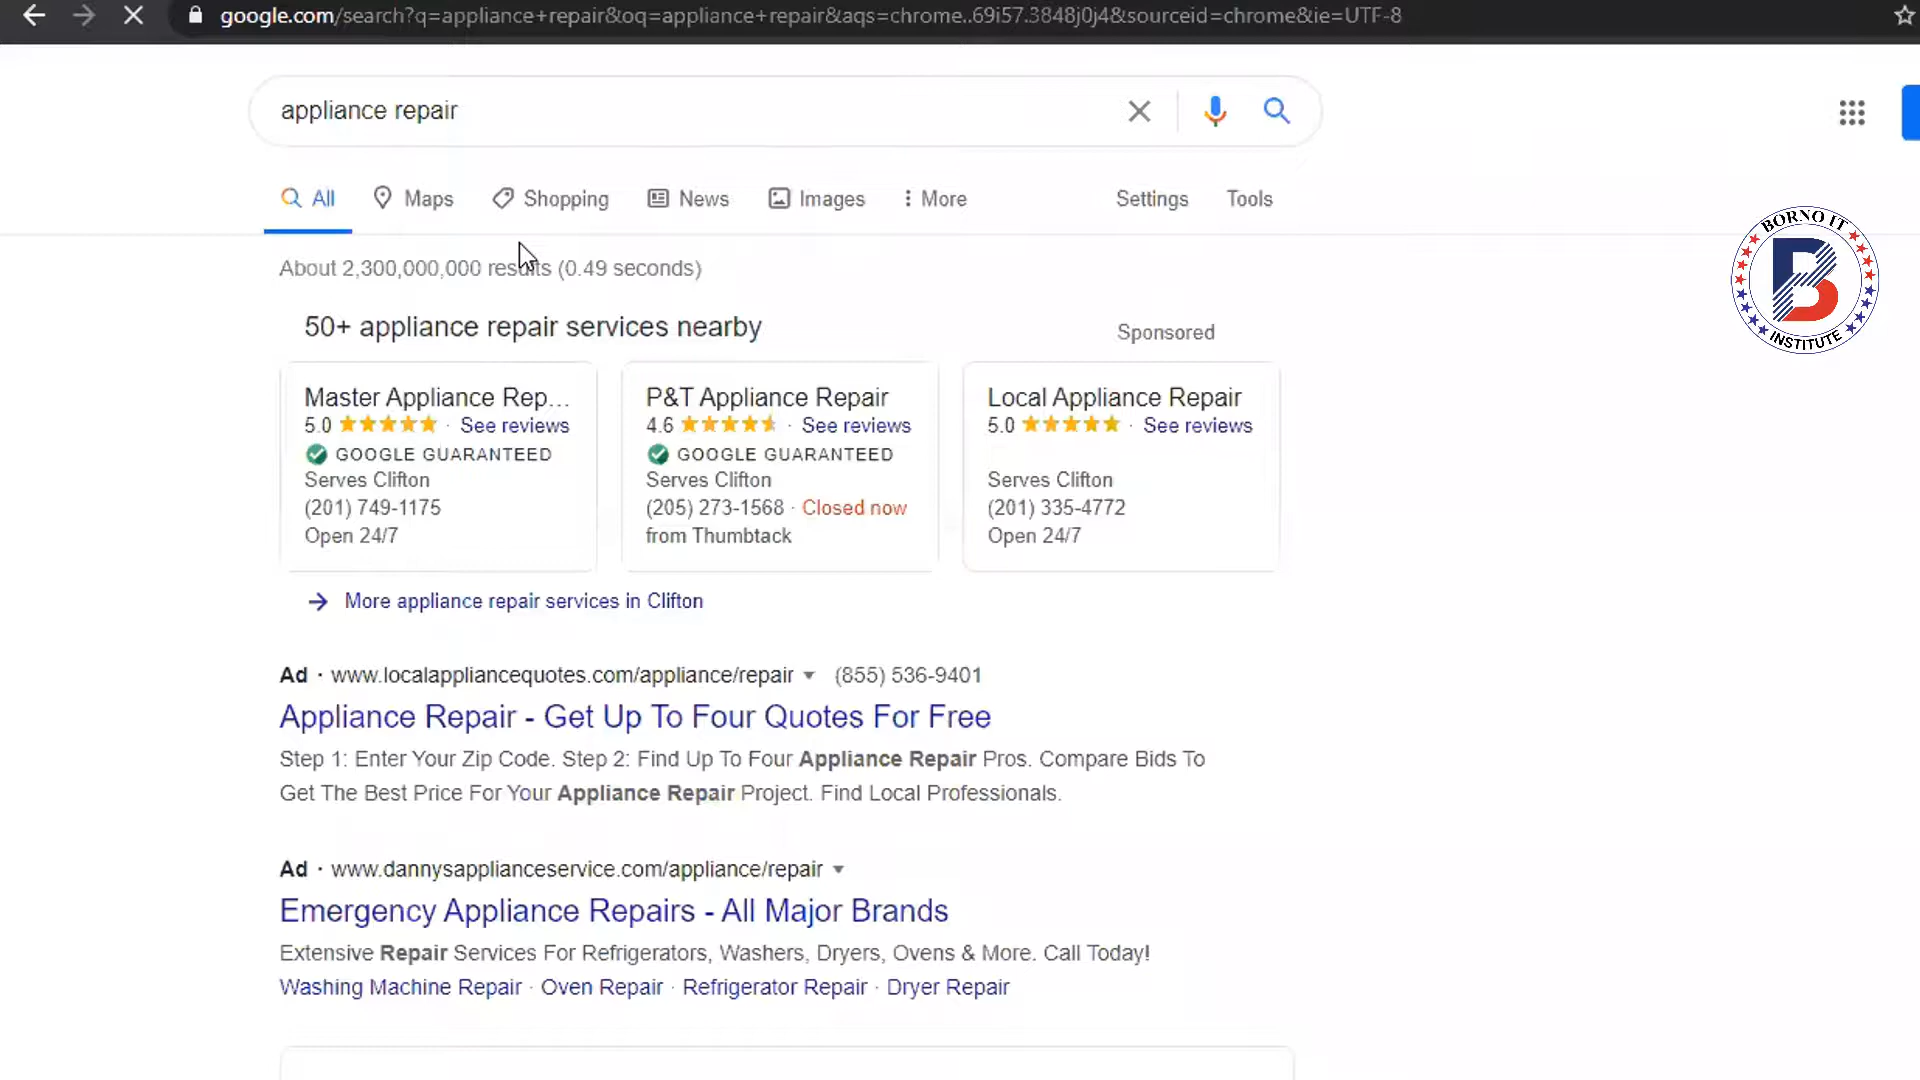 google.com/search?q=appliance+repair&oq=appliance+repair&aqs=chrome..69i57.3848j0j4&sourceid=chrome&ie=UTF-8
appliance repair
All Maps Shopping News Images More Settings Tools
About 2,300,000,000 results (0.49 seconds)
BORNO IT
B
INSTITUTE
50+ appliance repair services nearby
Sponsored
Master Appliance Rep...
5.0 · See reviews
GOOGLE GUARANTEED
Serves Clifton
(201) 749-1175
Open 24/7
P&T Appliance Repair
4.6 · See reviews
GOOGLE GUARANTEED
Serves Clifton
(205) 273-1568 · Closed now
from Thumbtack
Local Appliance Repair
5.0 · See reviews
Serves Clifton
(201) 335-4772
Open 24/7
More appliance repair services in Clifton
Ad · www.localappliancequotes.com/appliance/repair (855) 536-9401
Appliance Repair - Get Up To Four Quotes For Free
Step 1: Enter Your Zip Code. Step 2: Find Up To Four Appliance Repair Pros. Compare Bids To
Get The Best Price For Your Appliance Repair Project. Find Local Professionals.
Ad · www.dannysapplianceservice.com/appliance/repair
Emergency Appliance Repairs - All Major Brands
Extensive Repair Services For Refrigerators, Washers, Dryers, Ovens & More. Call Today!
Washing Machine Repair · Oven Repair · Refrigerator Repair · Dryer Repair